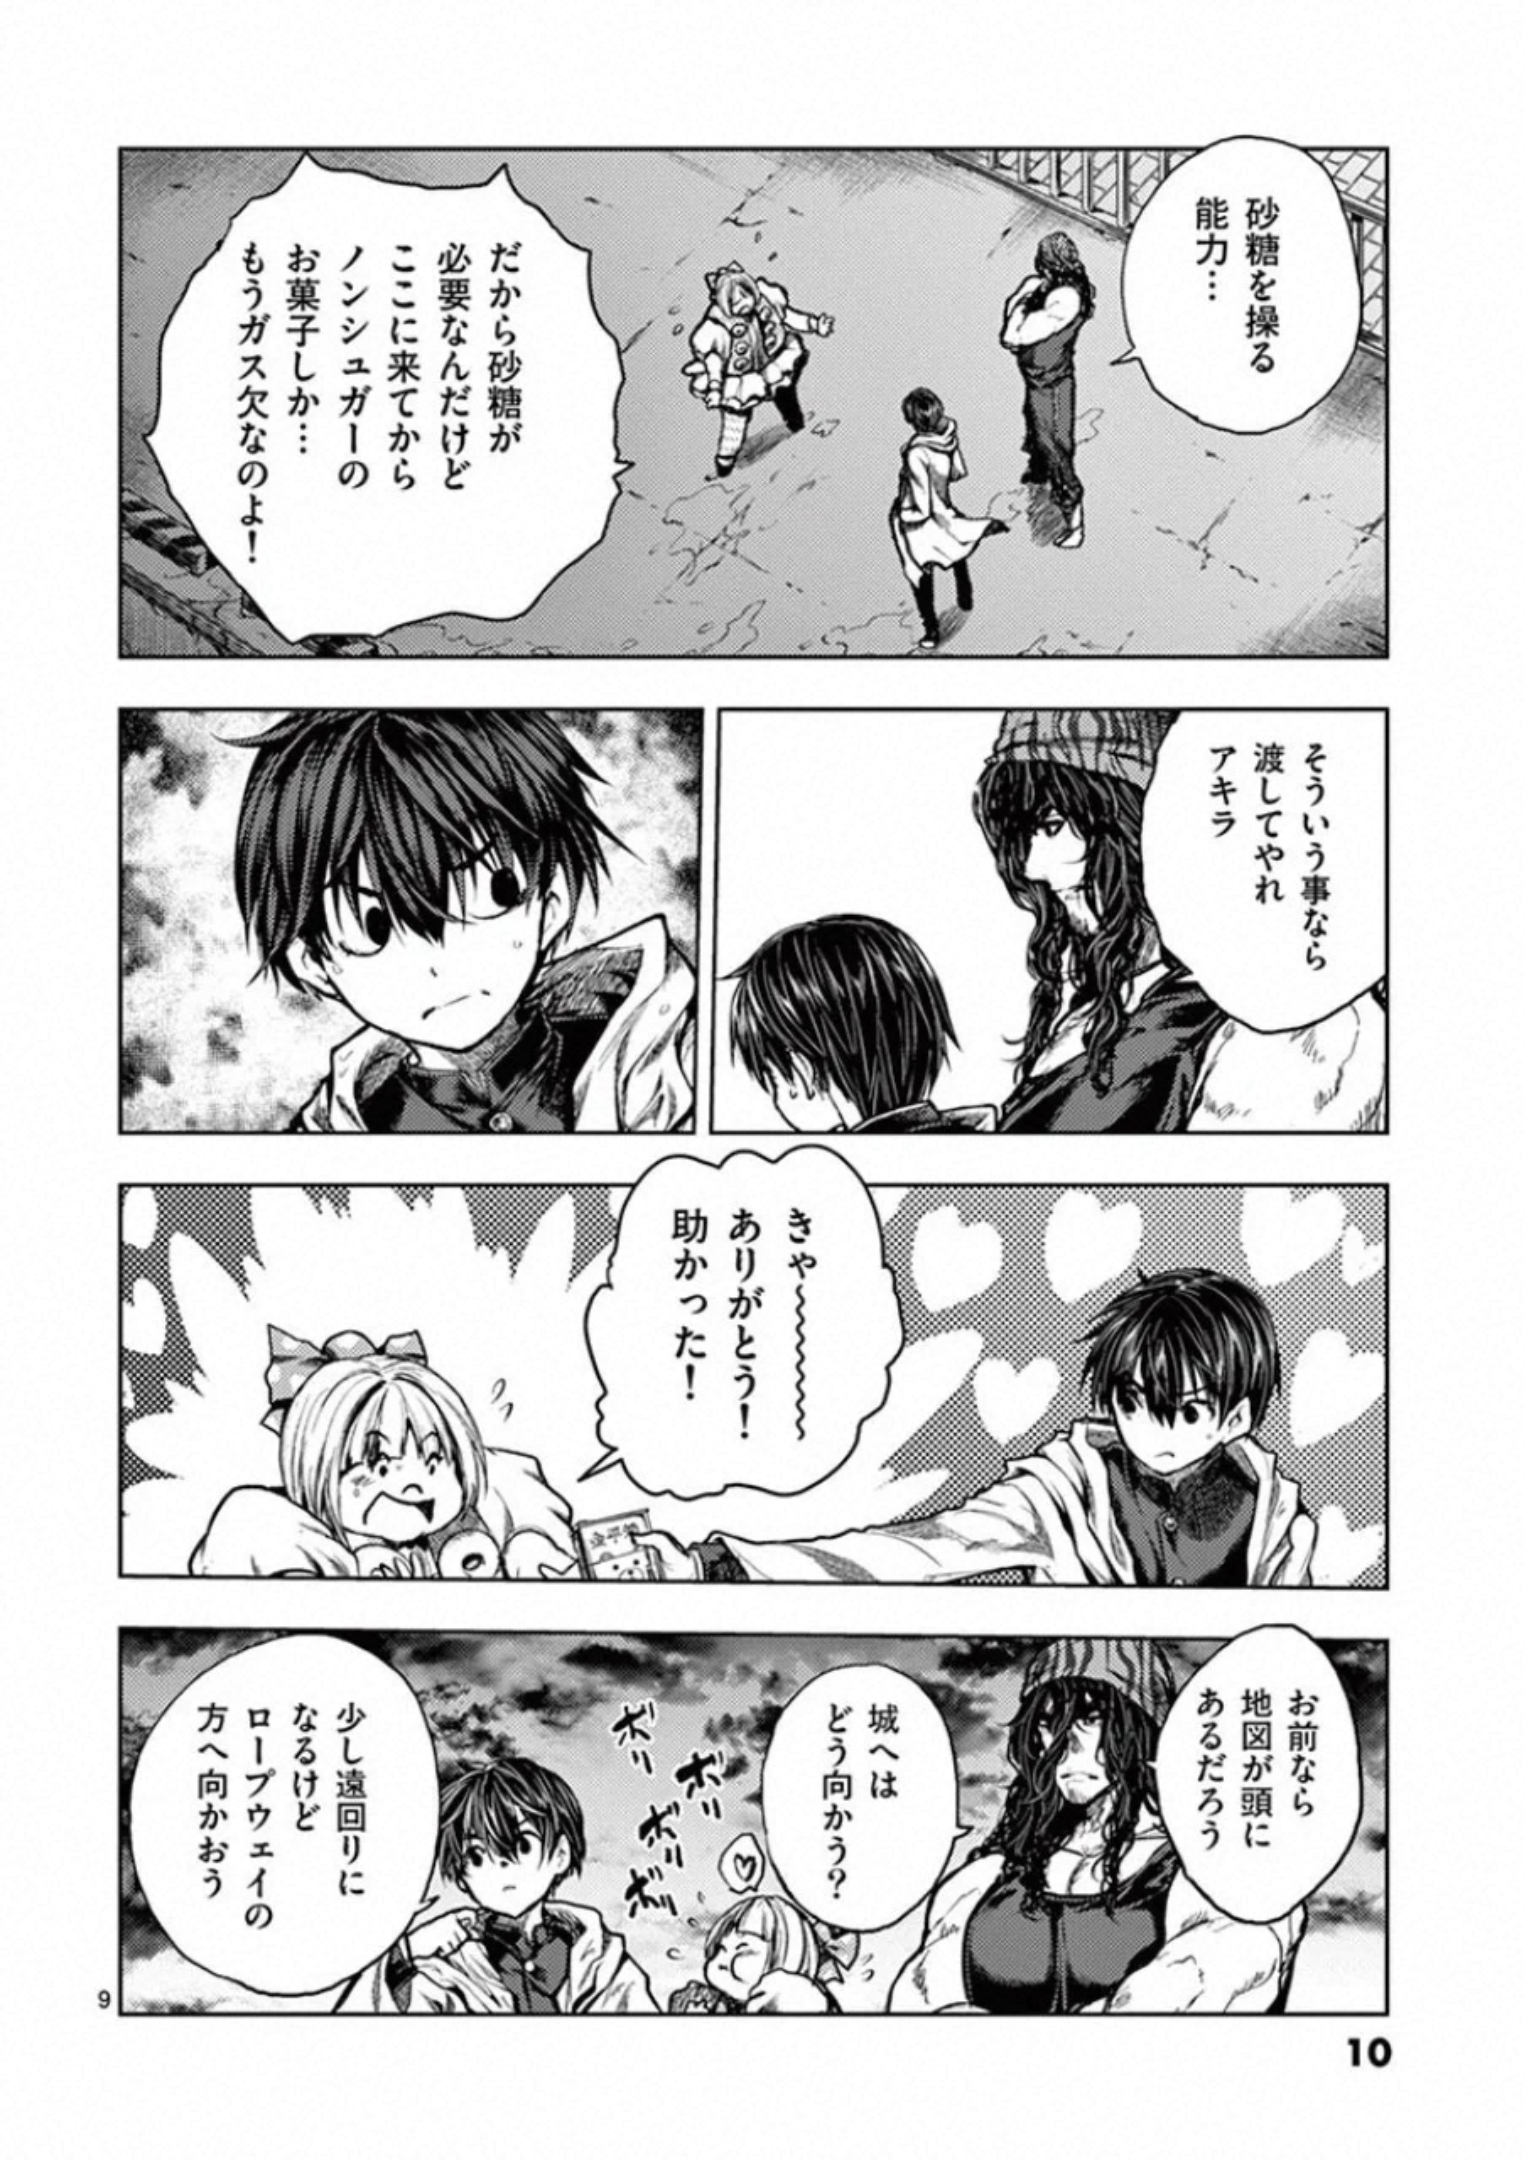 砂糖を操る
能力…
だから砂糖が
必要なんだけど
ここに来てから
ノンシュガーの
お菓子しか…
もうガス欠なのよ！
そういう事なら
渡してやれ
アキラ
きゃ〜〜〜〜
ありがとう！
助かった！
金平糖
お前なら
地図が頭に
あるだろう
城へは
どう向かう？
ボリ
ボリ
ボリ
ボリ
少し遠回りに
なるけど
ロープウェイの
方へ向かおう
9
10